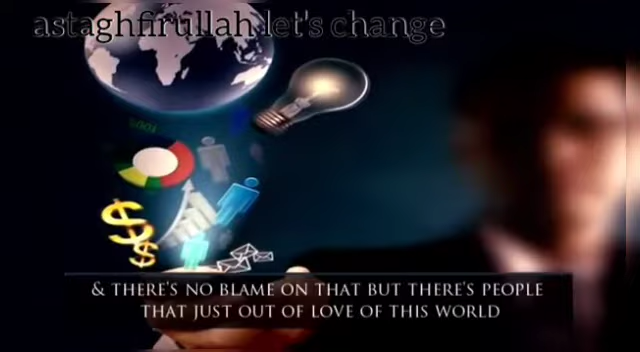 astaghfirullah let's change
100%
& THERE'S NO BLAME ON THAT BUT THERE'S PEOPLE
THAT JUST OUT OF LOVE OF THIS WORLD